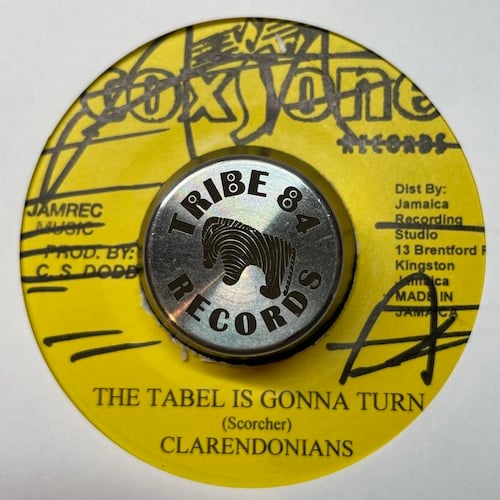 Coxsone
RECORDS
TRIBE 84
RECORDS
JAMREC
MUSIC
PROD. BY:
C. S. DODD
Dist By:
Jamaica
Recording
Studio
13 Brentford R
Kingston
Jamaica
MADE IN
JAMAICA
THE TABEL IS GONNA TURN
(Scorcher)
CLARENDONIANS